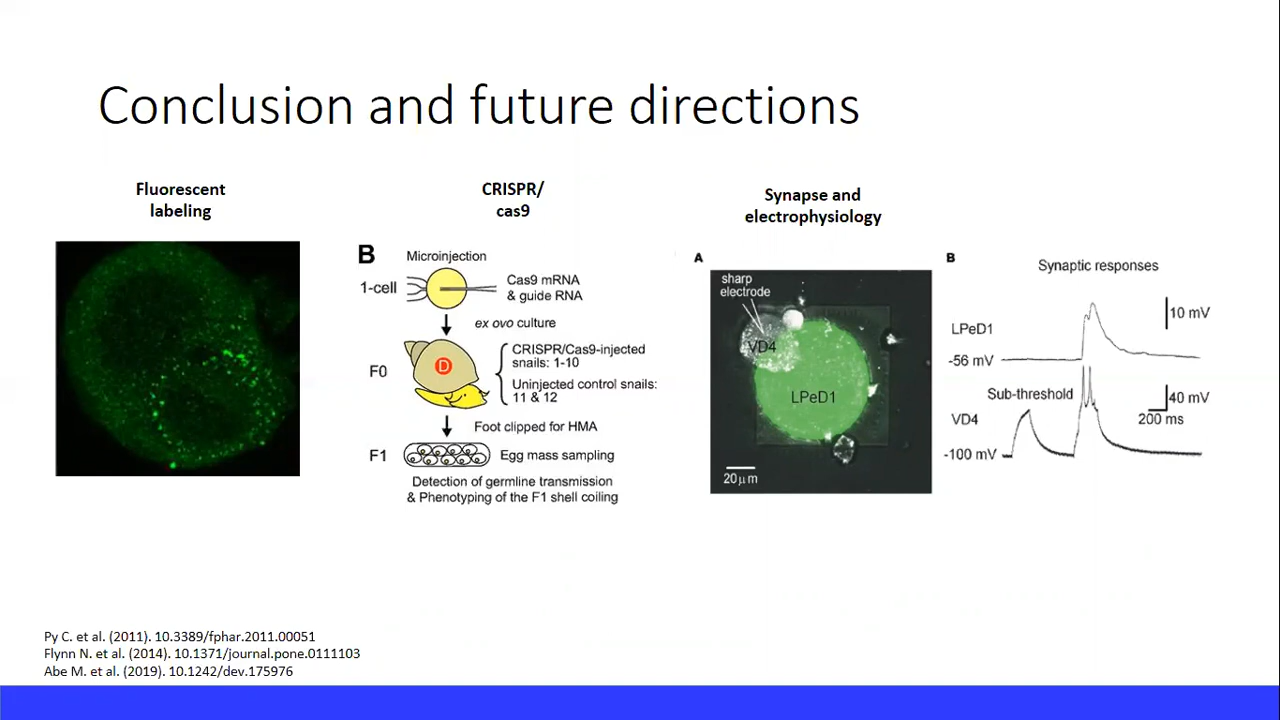 Conclusion and future directions
Fluorescent
labeling
CRISPR/
cas9
Synapse and
electrophysiology
B
Microinjection
1-cell
Cas9 mRNA
& guide RNA
ex ovo culture
F0
D
CRISPR/Cas9-injected
snails: 1-10
Uninjected control snails:
11 & 12
Foot clipped for HMA
F1
Egg mass sampling
Detection of germline transmission
& Phenotyping of the F1 shell coiling
A
sharp
electrode
VD4
LPeD1
20μm
B
Synaptic responses
LPeD1
10 mV
-56 mV
Sub-threshold
40 mV
VD4
200 ms
-100 mV
Py C. et al. (2011). 10.3389/fphar.2011.00051
Flynn N. et al. (2014). 10.1371/journal.pone.0111103
Abe M. et al. (2019). 10.1242/dev.175976